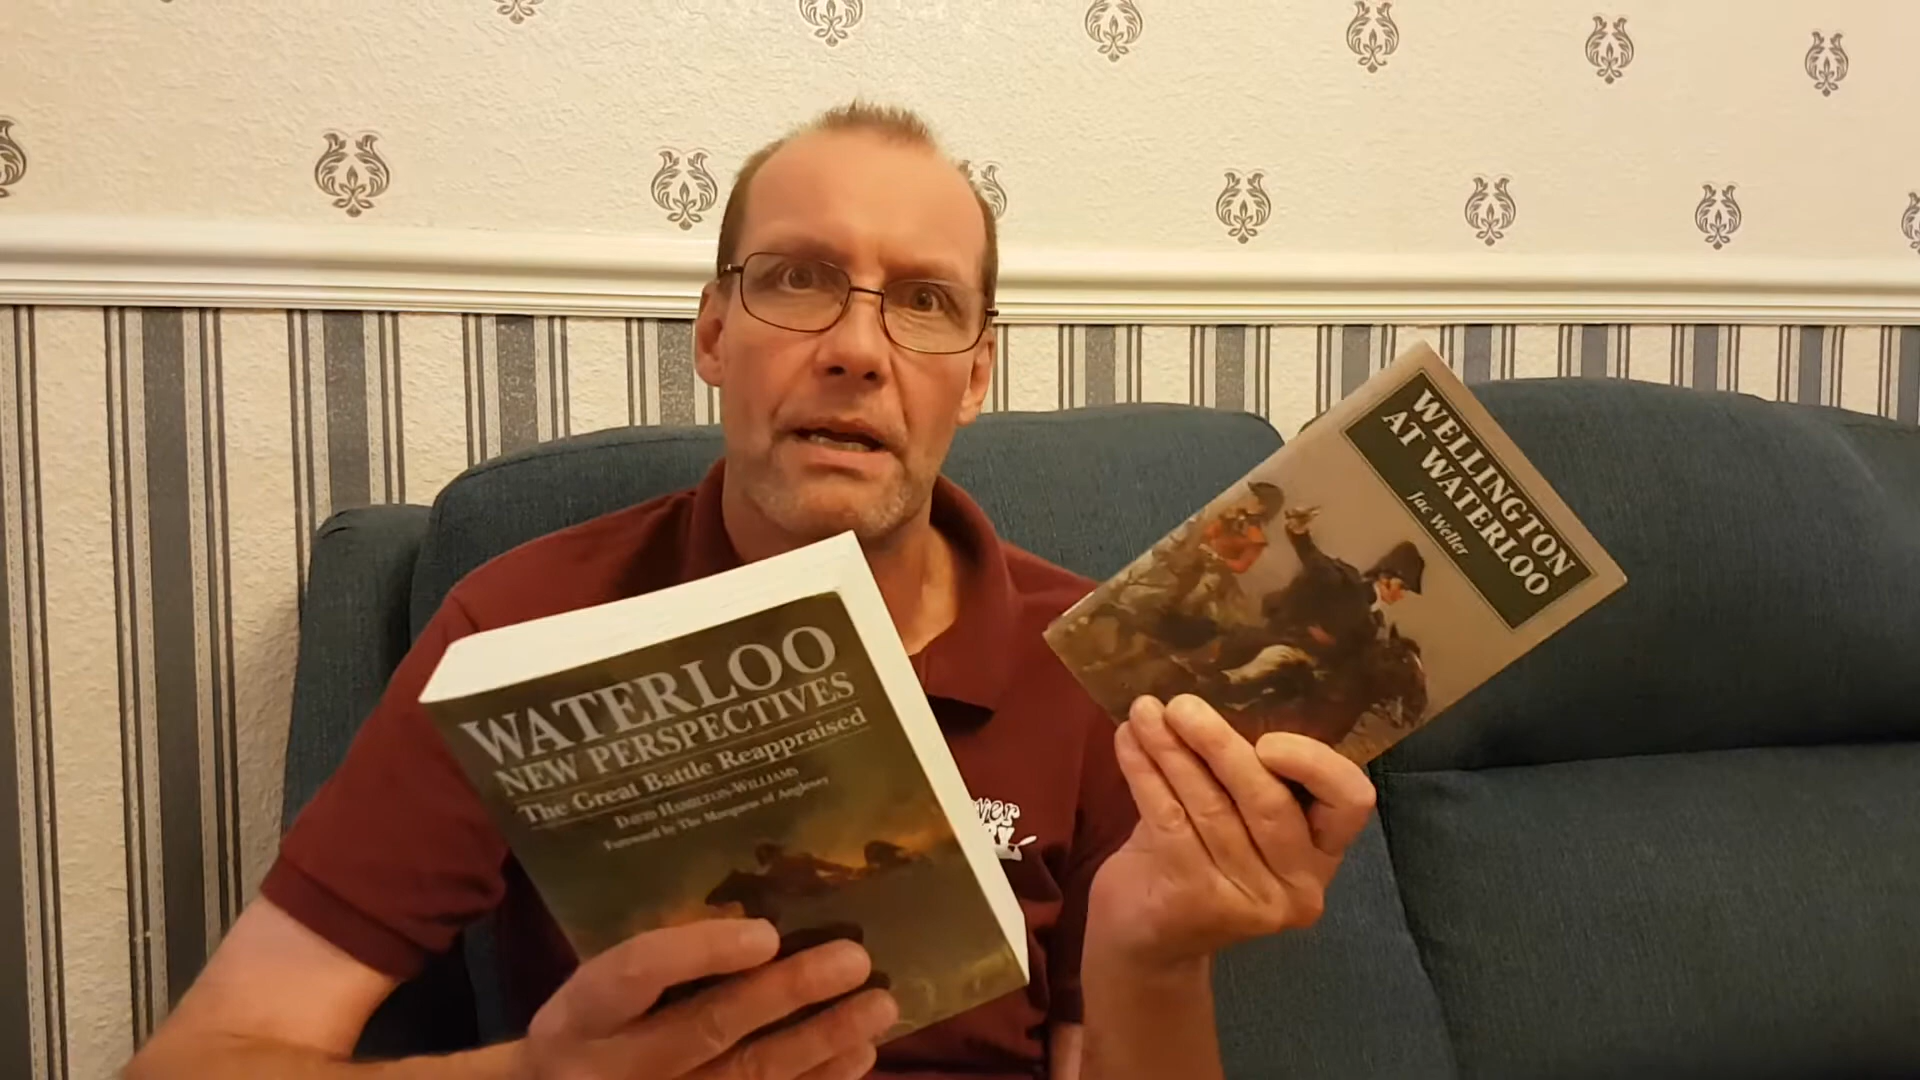 WATERLOO
NEW PERSPECTIVES
The Great Battle Reappraised
DAVID HAMILTON-WILLIAMS
Foreword by The Marquess of Anglesey
WELLINGTON
AT WATERLOO
Jac Weller